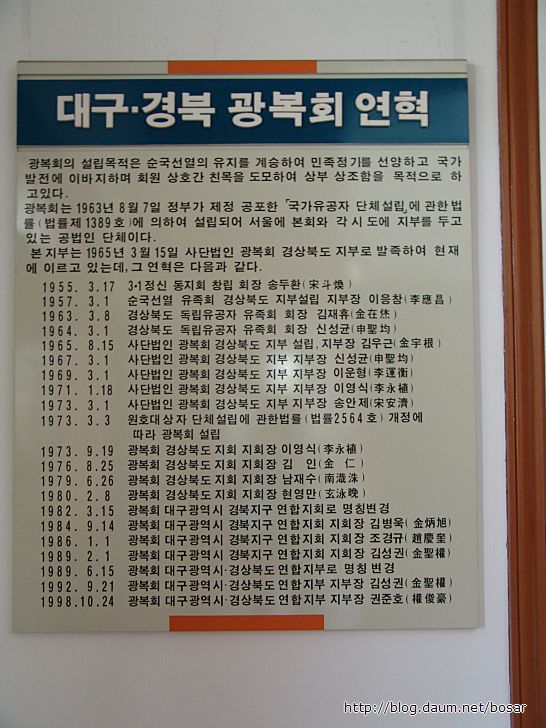 대구·경북 광복회 연혁
광복회의 설립목적은 순국선열의 유지를 계승하여 민족정기를 선양하고 국가
발전에 이바지하며 회원 상호간 친목을 도모하여 상부 상조함을 목적으로 하
고있다.
광복회는 1963년 8월 7일 정부가 제정 공포한 「국가유공자 단체설립」에 관한법
률(법률제1389호)에 의하여 설립되어 서울에 본회와 각 시도에 지부를 두고
있는 공법인 단체이다.
본 지부는 1965년 3월 15일 사단법인 광복회 경상북도 지부로 발족하여 현재
에 이르고 있는데, 그 연혁은 다음과 같다.
1955. 3.17 3·1정신 동지회 창립 회장 송두환(宋斗煥)
1957. 3.1 순국선열 유족회 경상북도 지부설립 지부장 이응창(李應昌)
1963. 3.8 경상북도 독립유공자 유족회 회장 김재휴(金在烋)
1964. 3.1 경상북도 독립유공자 유족회 회장 신성균(申聖均)
1965. 8.15 사단법인 광복회 경상북도 지부 설립, 지부장 김우근(金宇根)
1967. 3.1 사단법인 광복회 경상북도 지부 지부장 신성균(申聖均)
1969. 3.1 사단법인 광복회 경상북도 지부 지부장 이운형(李運衡)
1971. 1.18 사단법인 광복회 경상북도 지부 지부장 이영식(李永植)
1973. 3.1 사단법인 광복회 경상북도 지부 지부장 송안제(宋安濟)
1973. 3.3 원호대상자 단체설립에 관한법률(법률2564호) 개정에
따라 광복회 설립
1973. 9.19 광복회 경상북도 지회 지회장 이영식(李永植)
1976. 8.25 광복회 경상북도 지회 지회장 김 인(金 仁)
1979. 6.26 광복회 경상북도 지회 지회장 남재수(南 洙)
1980. 2.8 광복회 경상북도 지회 지회장 현영만(玄泳晩)
1982. 3.15 광복회 대구광역시 경북지구 연합지회로 명칭변경
1984. 9.14 광복회 대구광역시 경북지구 연합지회 지회장 김병욱(金炳旭)
1986. 1.1 광복회 대구광역시 경북지구 연합지회 지회장 조경규(趙慶奎)
1989. 2.1 광복회 대구광역시 경북지구 연합지회 지회장 김성권(金聖權)
1989. 6.15 광복회 대구광역시·경상북도 연합지부로 명칭 변경
1992. 9.21 광복회 대구광역시·경상북도 연합지부 지부장 김성권(金聖權)
1998.10.24 광복회 대구광역시·경상북도 연합지부 지부장 권준호(權俊豪)
http://blog.daum.net/bosar